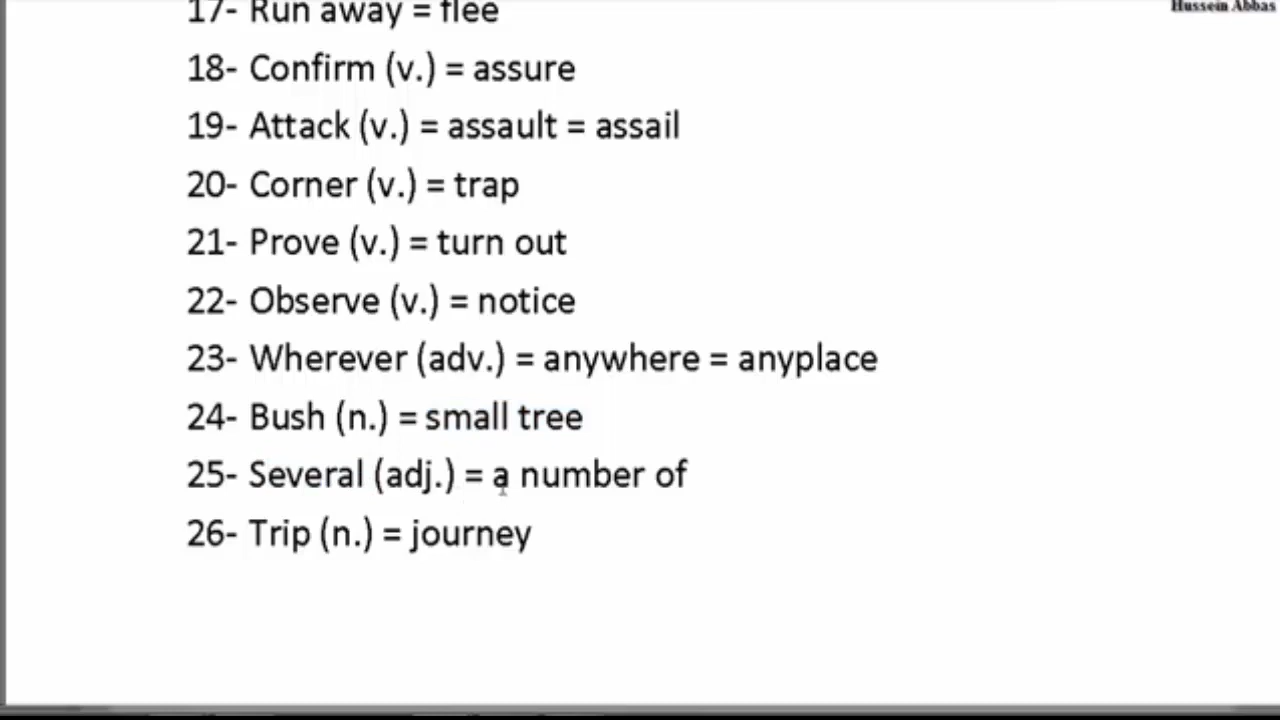 Hussein Abbas
17- Run away = flee
18- Confirm (v.) = assure
19- Attack (v.) = assault = assail
20- Corner (v.) = trap
21- Prove (v.) = turn out
22- Observe (v.) = notice
23- Wherever (adv.) = anywhere = anyplace
24- Bush (n.) = small tree
25- Several (adj.) = a number of
26- Trip (n.) = journey